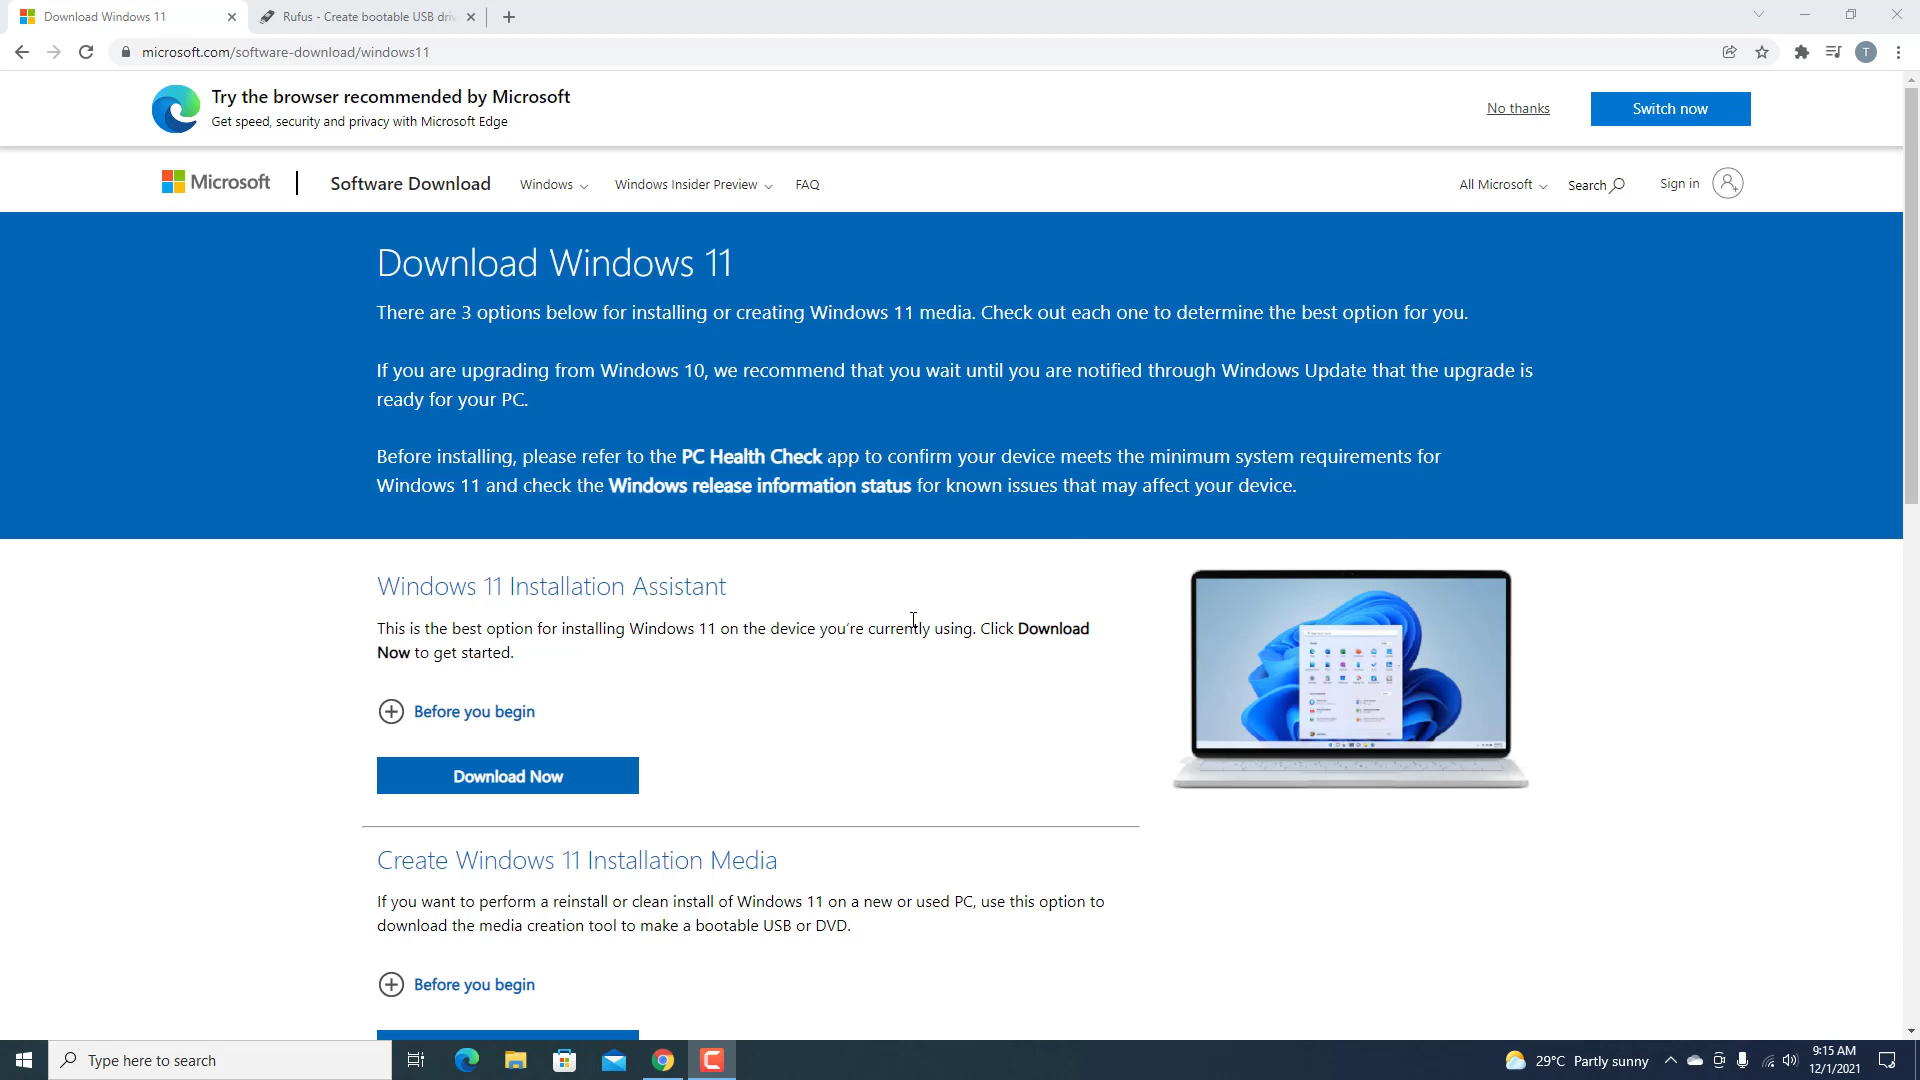 Download Windows 11
Rufus - Create bootable USB driv
microsoft.com/software-download/windows11
T
Try the browser recommended by Microsoft
Get speed, security and privacy with Microsoft Edge
No thanks
Switch now
Microsoft
Software Download
Windows
Windows Insider Preview
FAQ
All Microsoft
Search
Sign in
Download Windows 11
There are 3 options below for installing or creating Windows 11 media. Check out each one to determine the best option for you.
If you are upgrading from Windows 10, we recommend that you wait until you are notified through Windows Update that the upgrade is
ready for your PC.
Before installing, please refer to the PC Health Check app to confirm your device meets the minimum system requirements for
Windows 11 and check the Windows release information status for known issues that may affect your device.
Windows 11 Installation Assistant
This is the best option for installing Windows 11 on the device you're currently using. Click Download
Now to get started.
Before you begin
Download Now
Create Windows 11 Installation Media
If you want to perform a reinstall or clean install of Windows 11 on a new or used PC, use this option to
download the media creation tool to make a bootable USB or DVD.
Before you begin
Type here to search
29°C Partly sunny
9:15 AM
12/1/2021